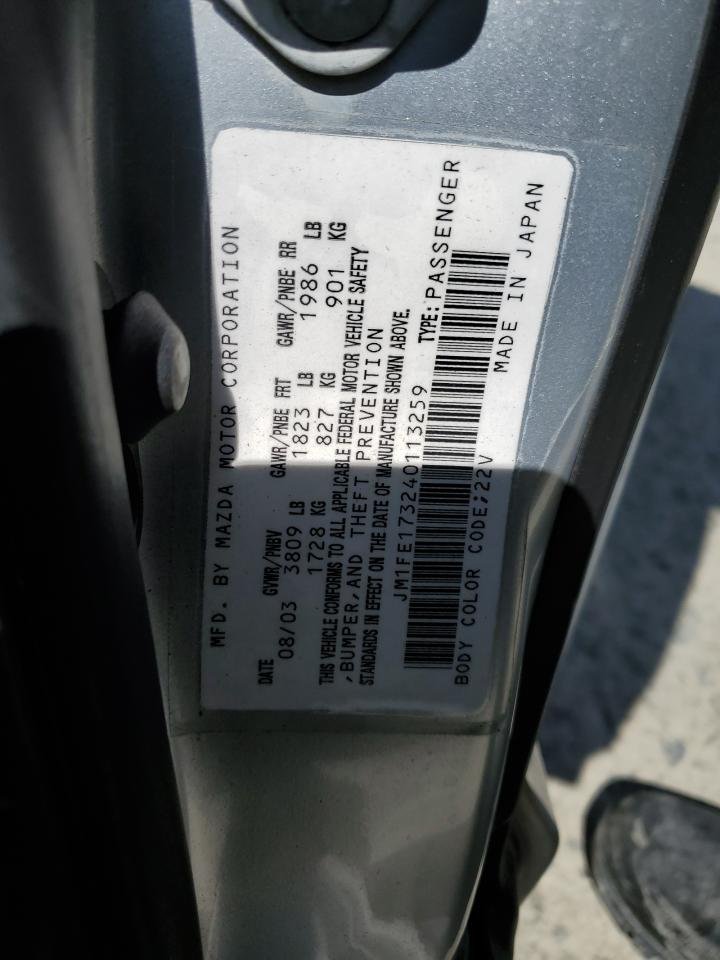 MFD. BY MAZDA MOTOR CORPORATION
DATE GVWR/PNBV GAWR/PNBE FRT GAWR/PNBE RR
08/03 3809 LB 1823 LB 1986 LB
1728 KG 827 KG 901 KG
THIS VEHICLE CONFORMS TO ALL APPLICABLE FEDERAL MOTOR VEHICLE SAFETY
,BUMPER,AND THEFT PREVENTION
STANDARDS IN EFFECT ON THE DATE OF MANUFACTURE SHOWN ABOVE.
JM1FE173240113259 TYPE:PASSENGER
BODY COLOR CODE;22V MADE IN JAPAN